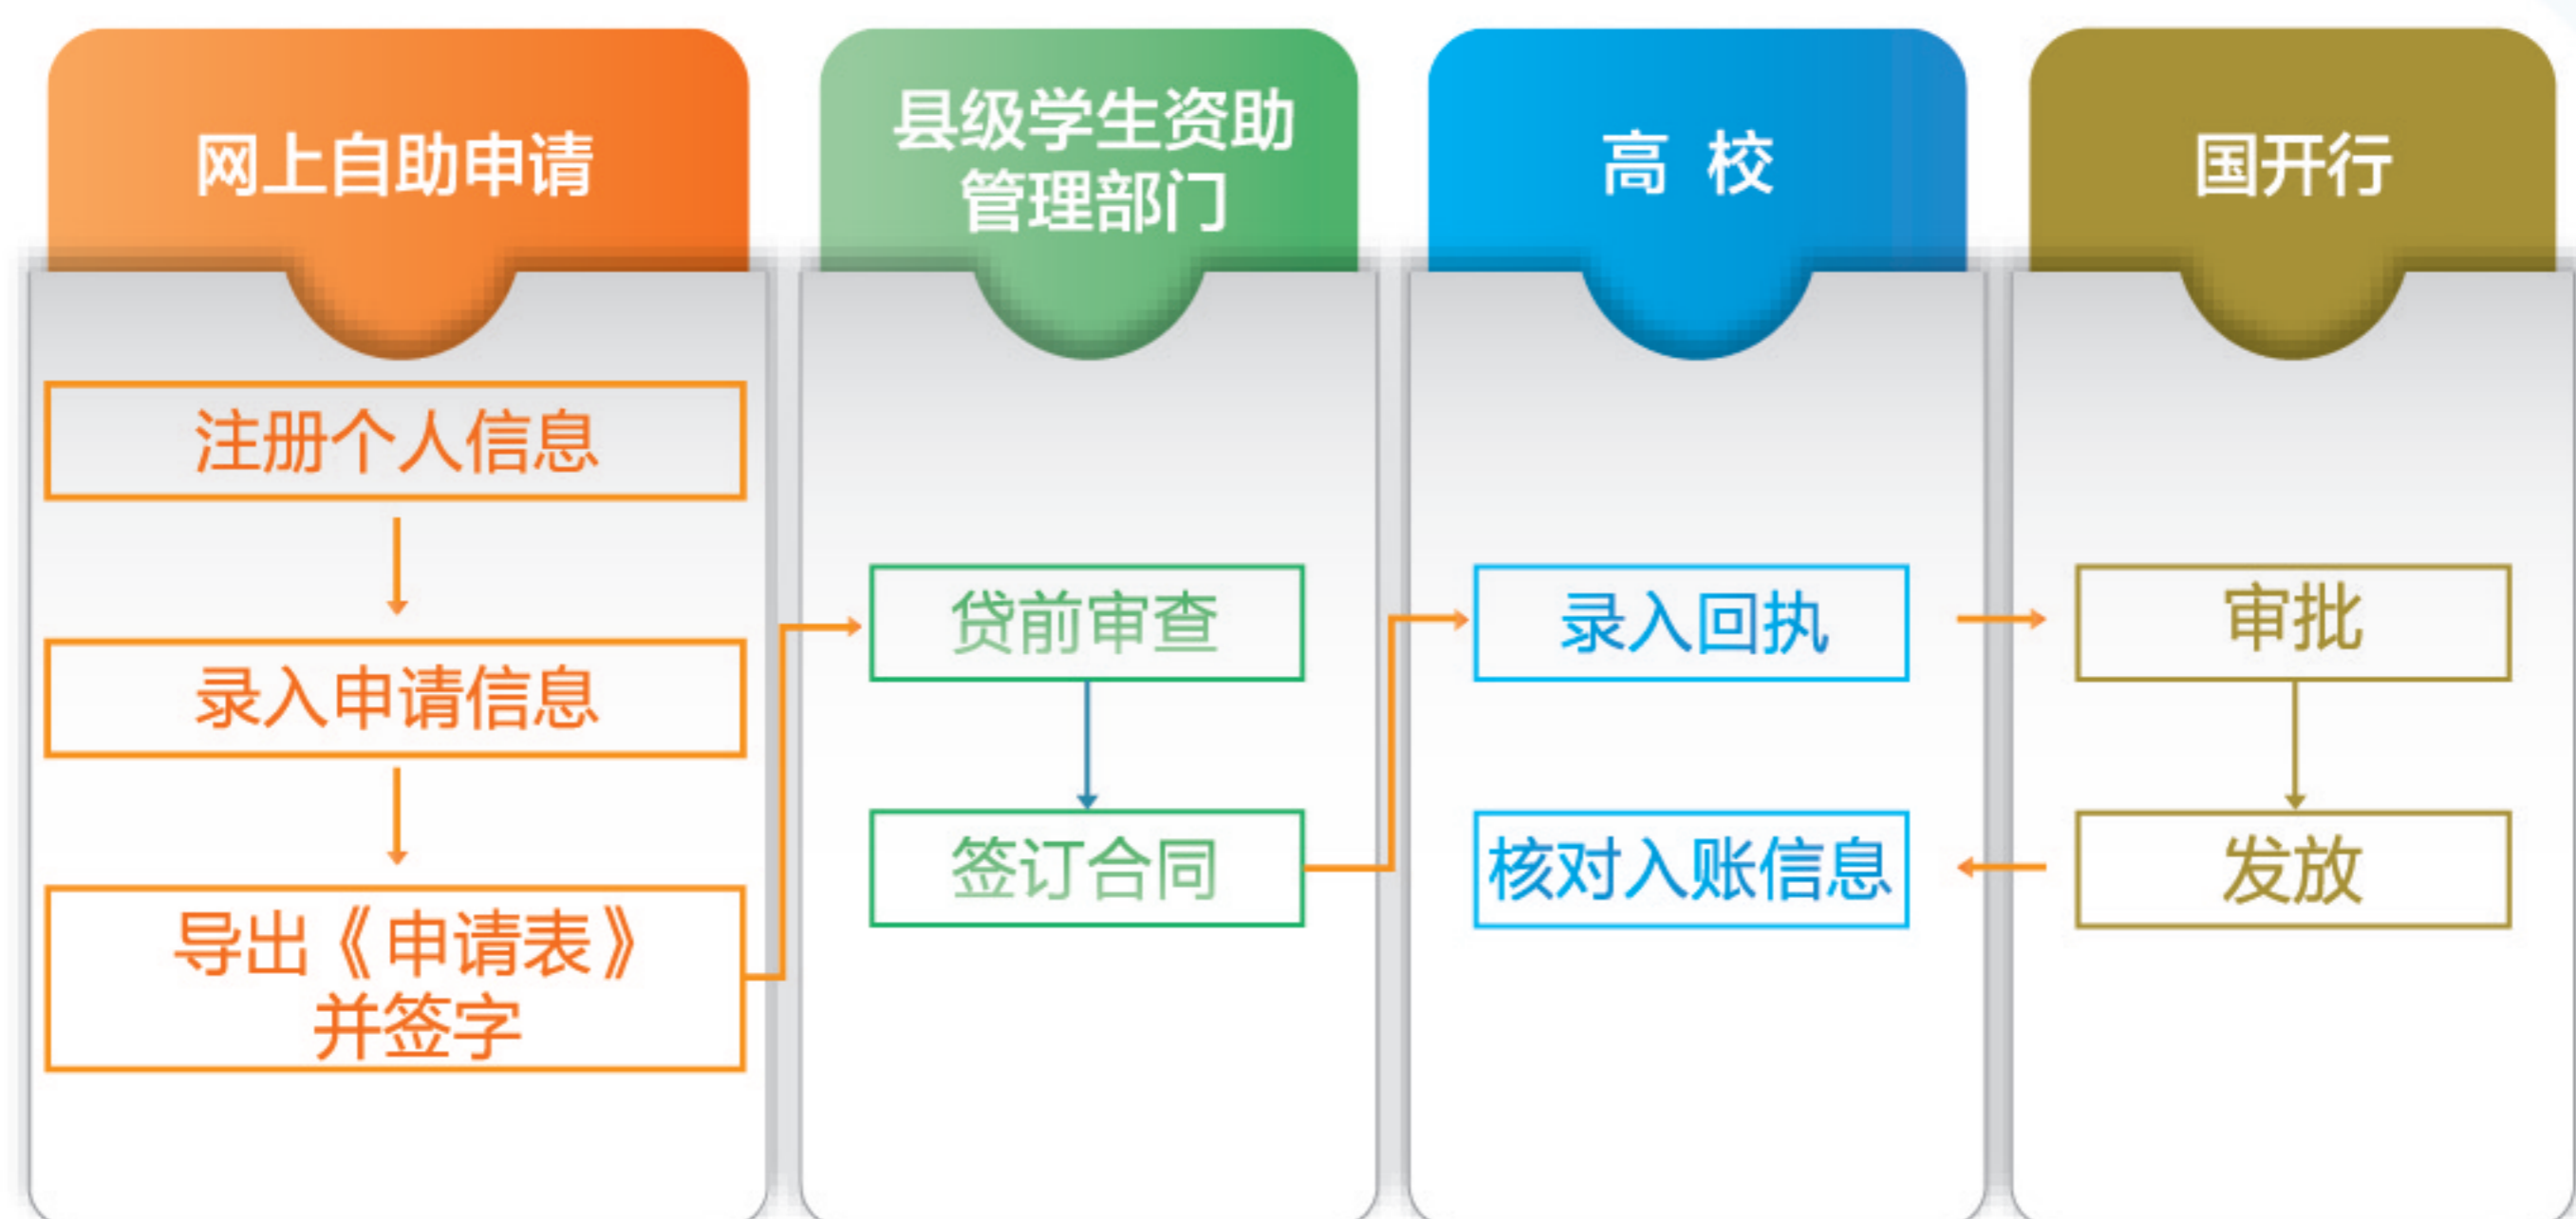 网上自助申请
县级学生资助
管理部门
高 校
国开行
注册个人信息
录入申请信息
导出《申请表》
并签字
贷前审查
签订合同
录入回执
核对入账信息
审批
发放